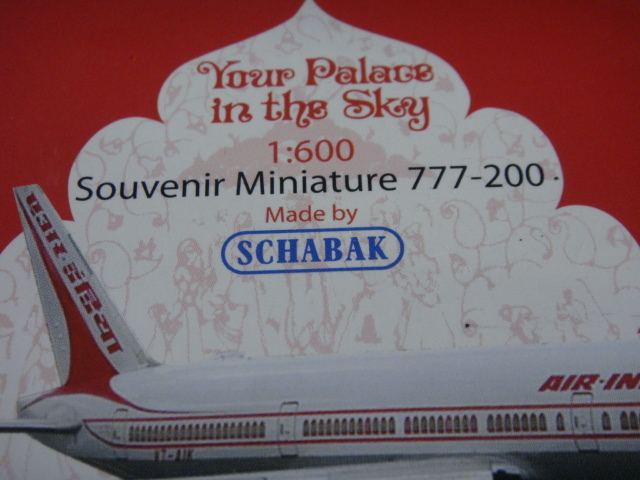 Your Palace
in the Sky
1:600
Souvenir Miniature 777-200
Made by
SCHABAK
AIR-IN